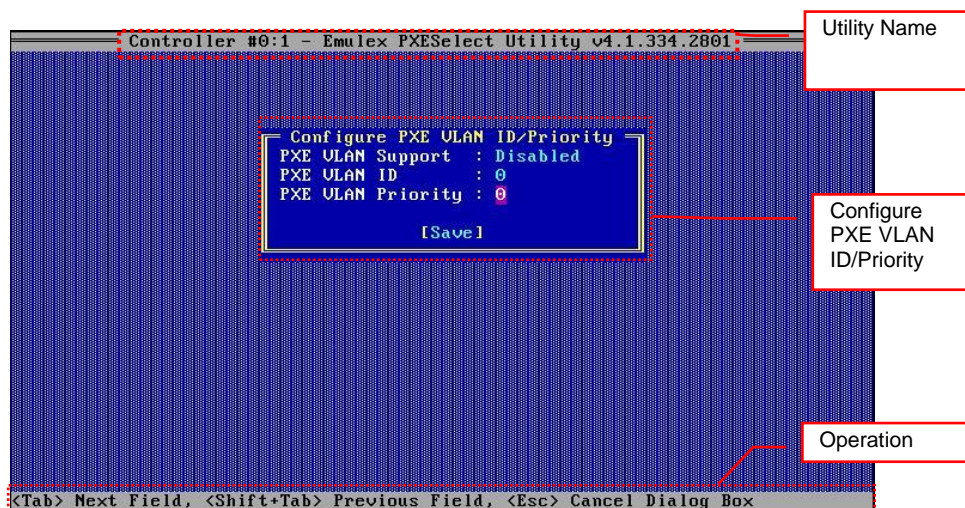 Controller #0:1 - Emulex PXESelect Utility v4.1.334.2801
Utility Name
Configure PXE VLAN ID/Priority
PXE VLAN Support : Disabled
PXE VLAN ID : 0
PXE VLAN Priority : 0
[Save]
Configure
PXE VLAN
ID/Priority
Operation
<Tab> Next Field, <Shift+Tab> Previous Field, <Esc> Cancel Dialog Box